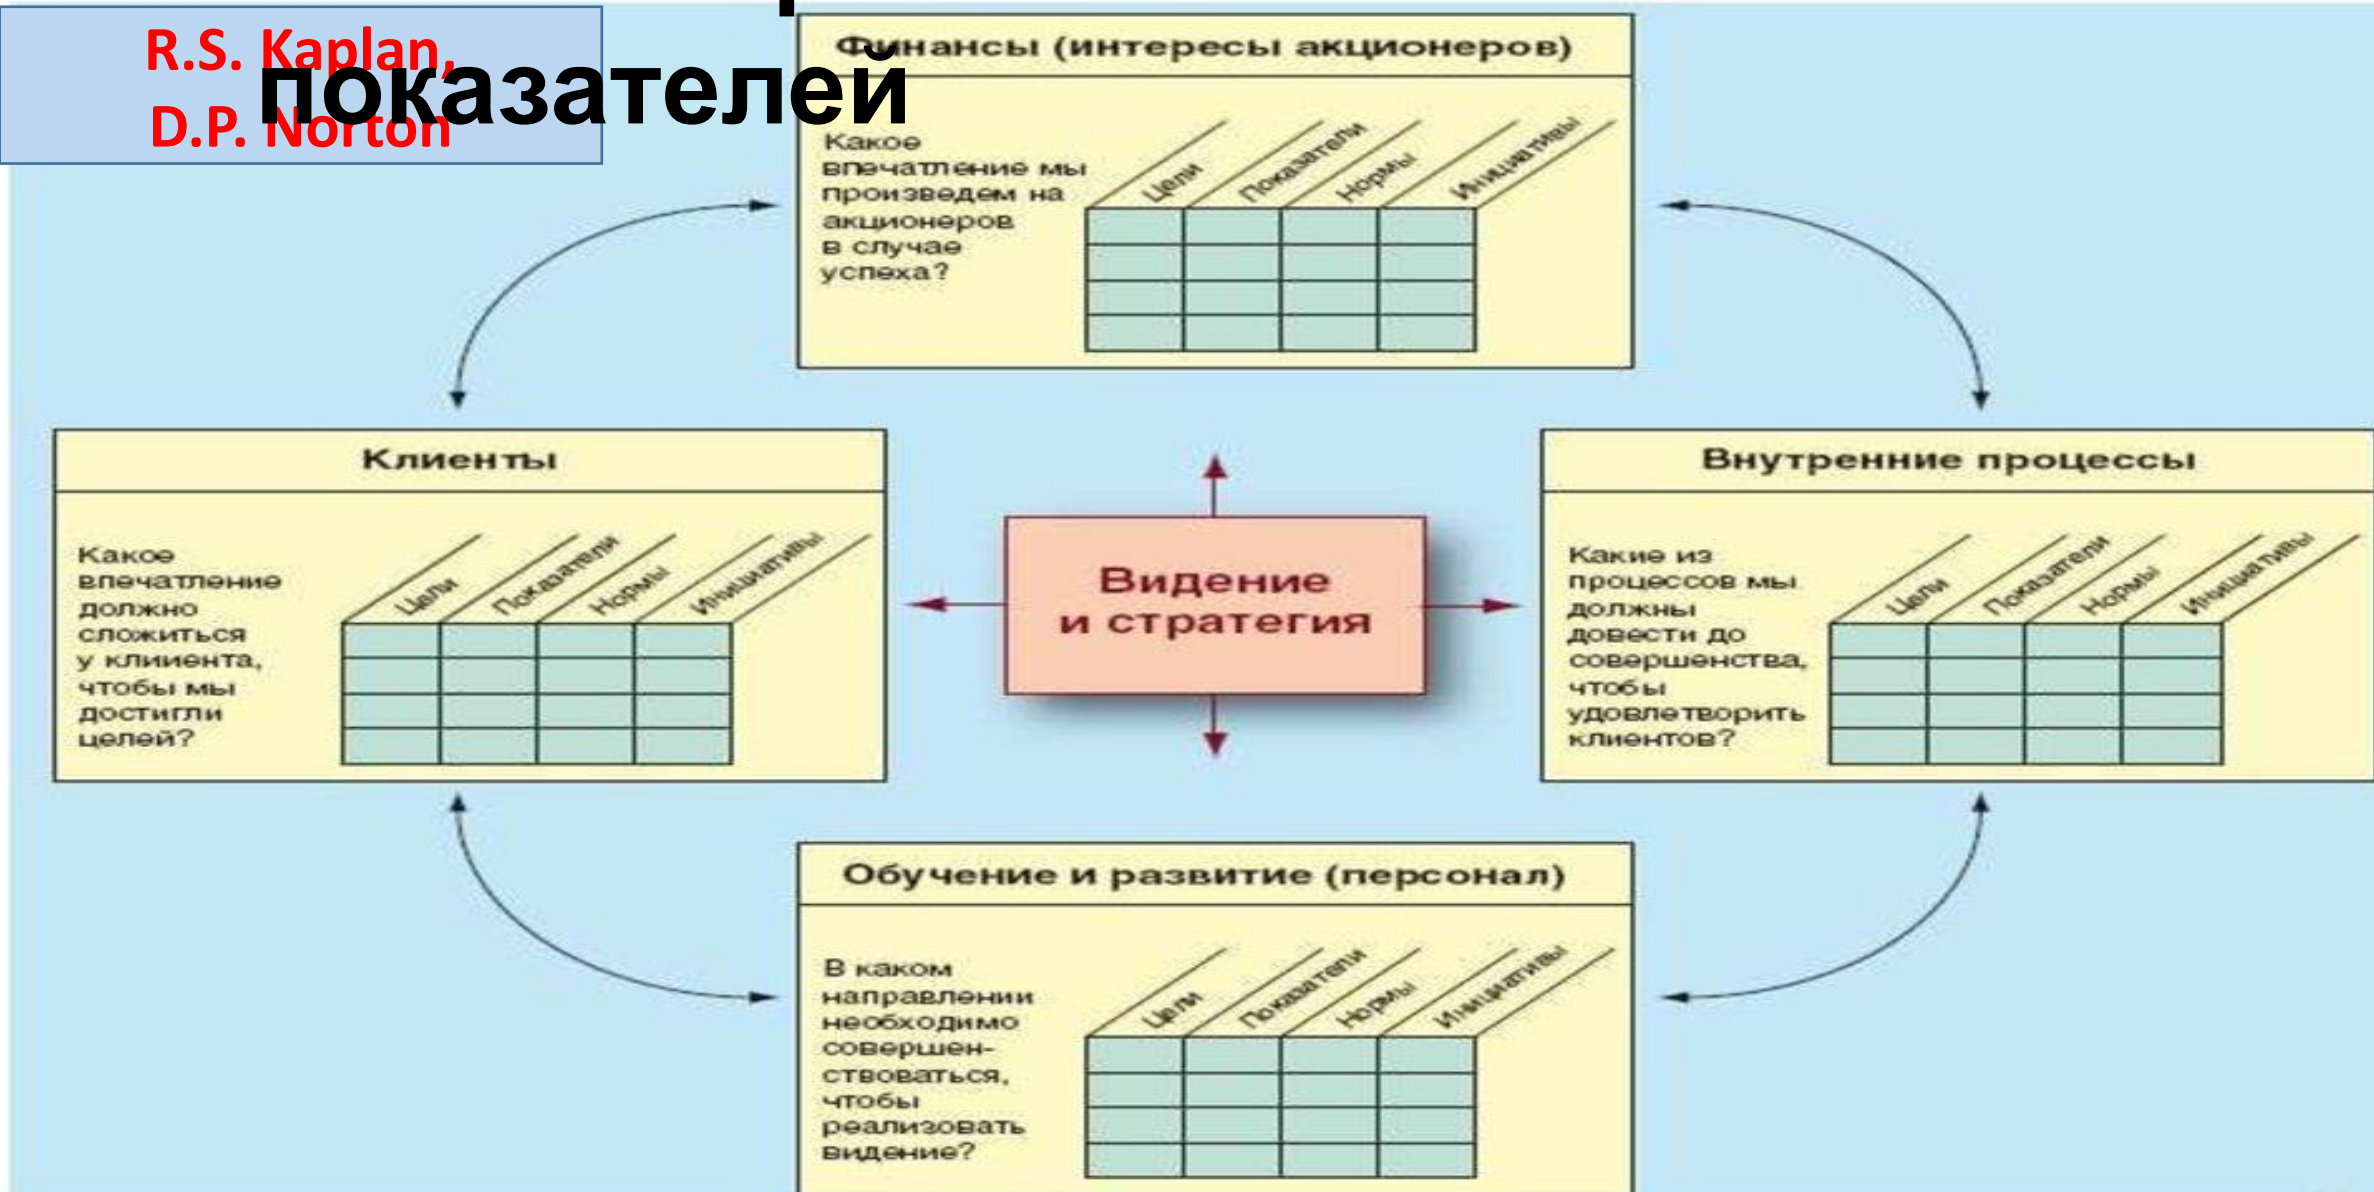 R.S. Kaplan,
D.P. Norton
показателей
Финансы (интересы акционеров)
Какое
впечатление мы
произведем на
акционеров
в случае
успеха?
Цели
Показатели
Нормы
Инициативы
Клиенты
Какое
впечатление
должно
сложиться
у клииента,
чтобы мы
достигли
целей?
Цели
Показатели
Нормы
Инициативы
Видение
и стратегия
Внутренние процессы
Какие из
процессов мы
должны
довести до
совершенства,
чтобы
удовлетворить
клиентов?
Цели
Показатели
Нормы
Инициативы
Обучение и развитие (персонал)
В каком
направлении
необходимо
совершен-
ствоваться,
чтобы
реализовать
видение?
Цели
Показатели
Нормы
Инициативы